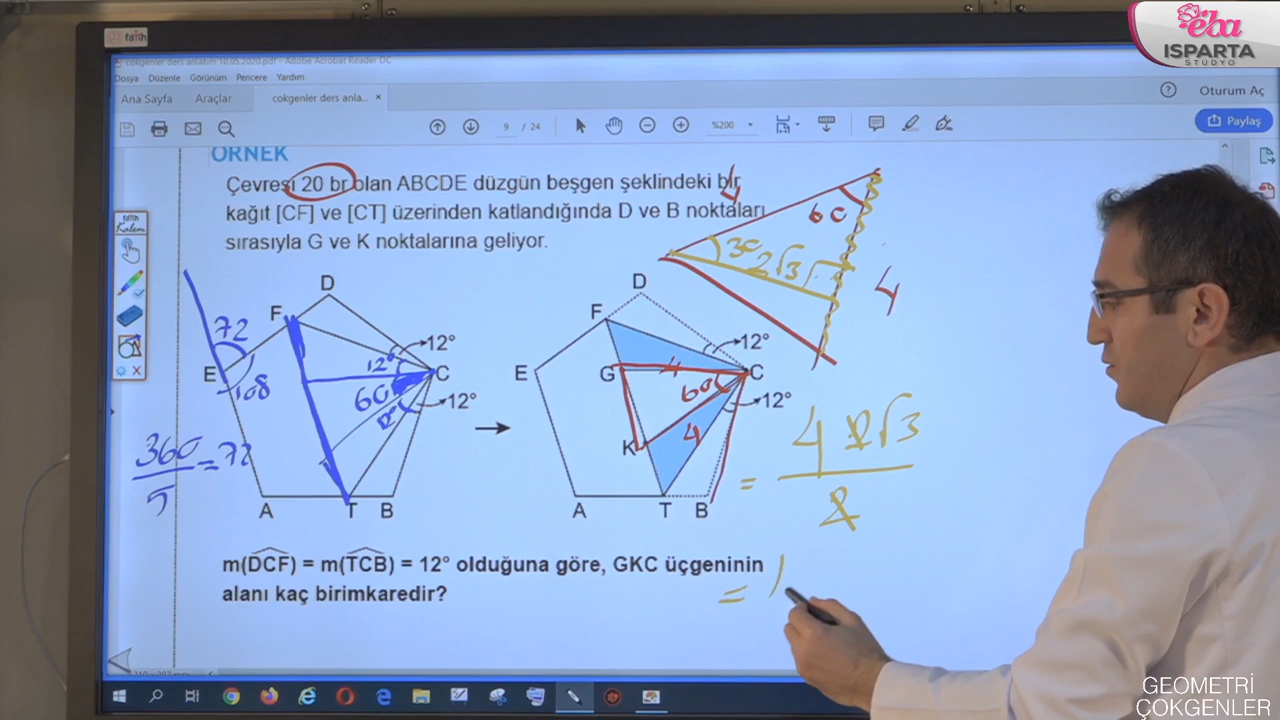 fatih
eba
ISPARTA
STÜDYO
cokgenler ders anlatım 10.05.2020.pdf - Adobe Acrobat Reader DC
Dosya Düzenle Görünüm Pencere Yardım
Ana Sayfa Araçlar cokgenler ders anla... × Oturum Aç
9 / 24 %200 Paylaş
ÖRNEK
Çevresi 20 br olan ABCDE düzgün beşgen şeklindeki bir
kağıt [CF] ve [CT] üzerinden katlandığında D ve B noktaları
sırasıyla G ve K noktalarına geliyor.
fatih
Kalem
4
60
30
2√3
4
D
F
72
12°
12°
E
C
108
60
12°
12°
A T B
360/5 = 72
D
F
12°
E G 4 C
60
12°
4
K
A T B
= 4 2√3 / 2
=
m(DCF) = m(TCB) = 12° olduğuna göre, GKC üçgeninin
alanı kaç birimkaredir?
GEOMETRİ
ÇOKGENLER